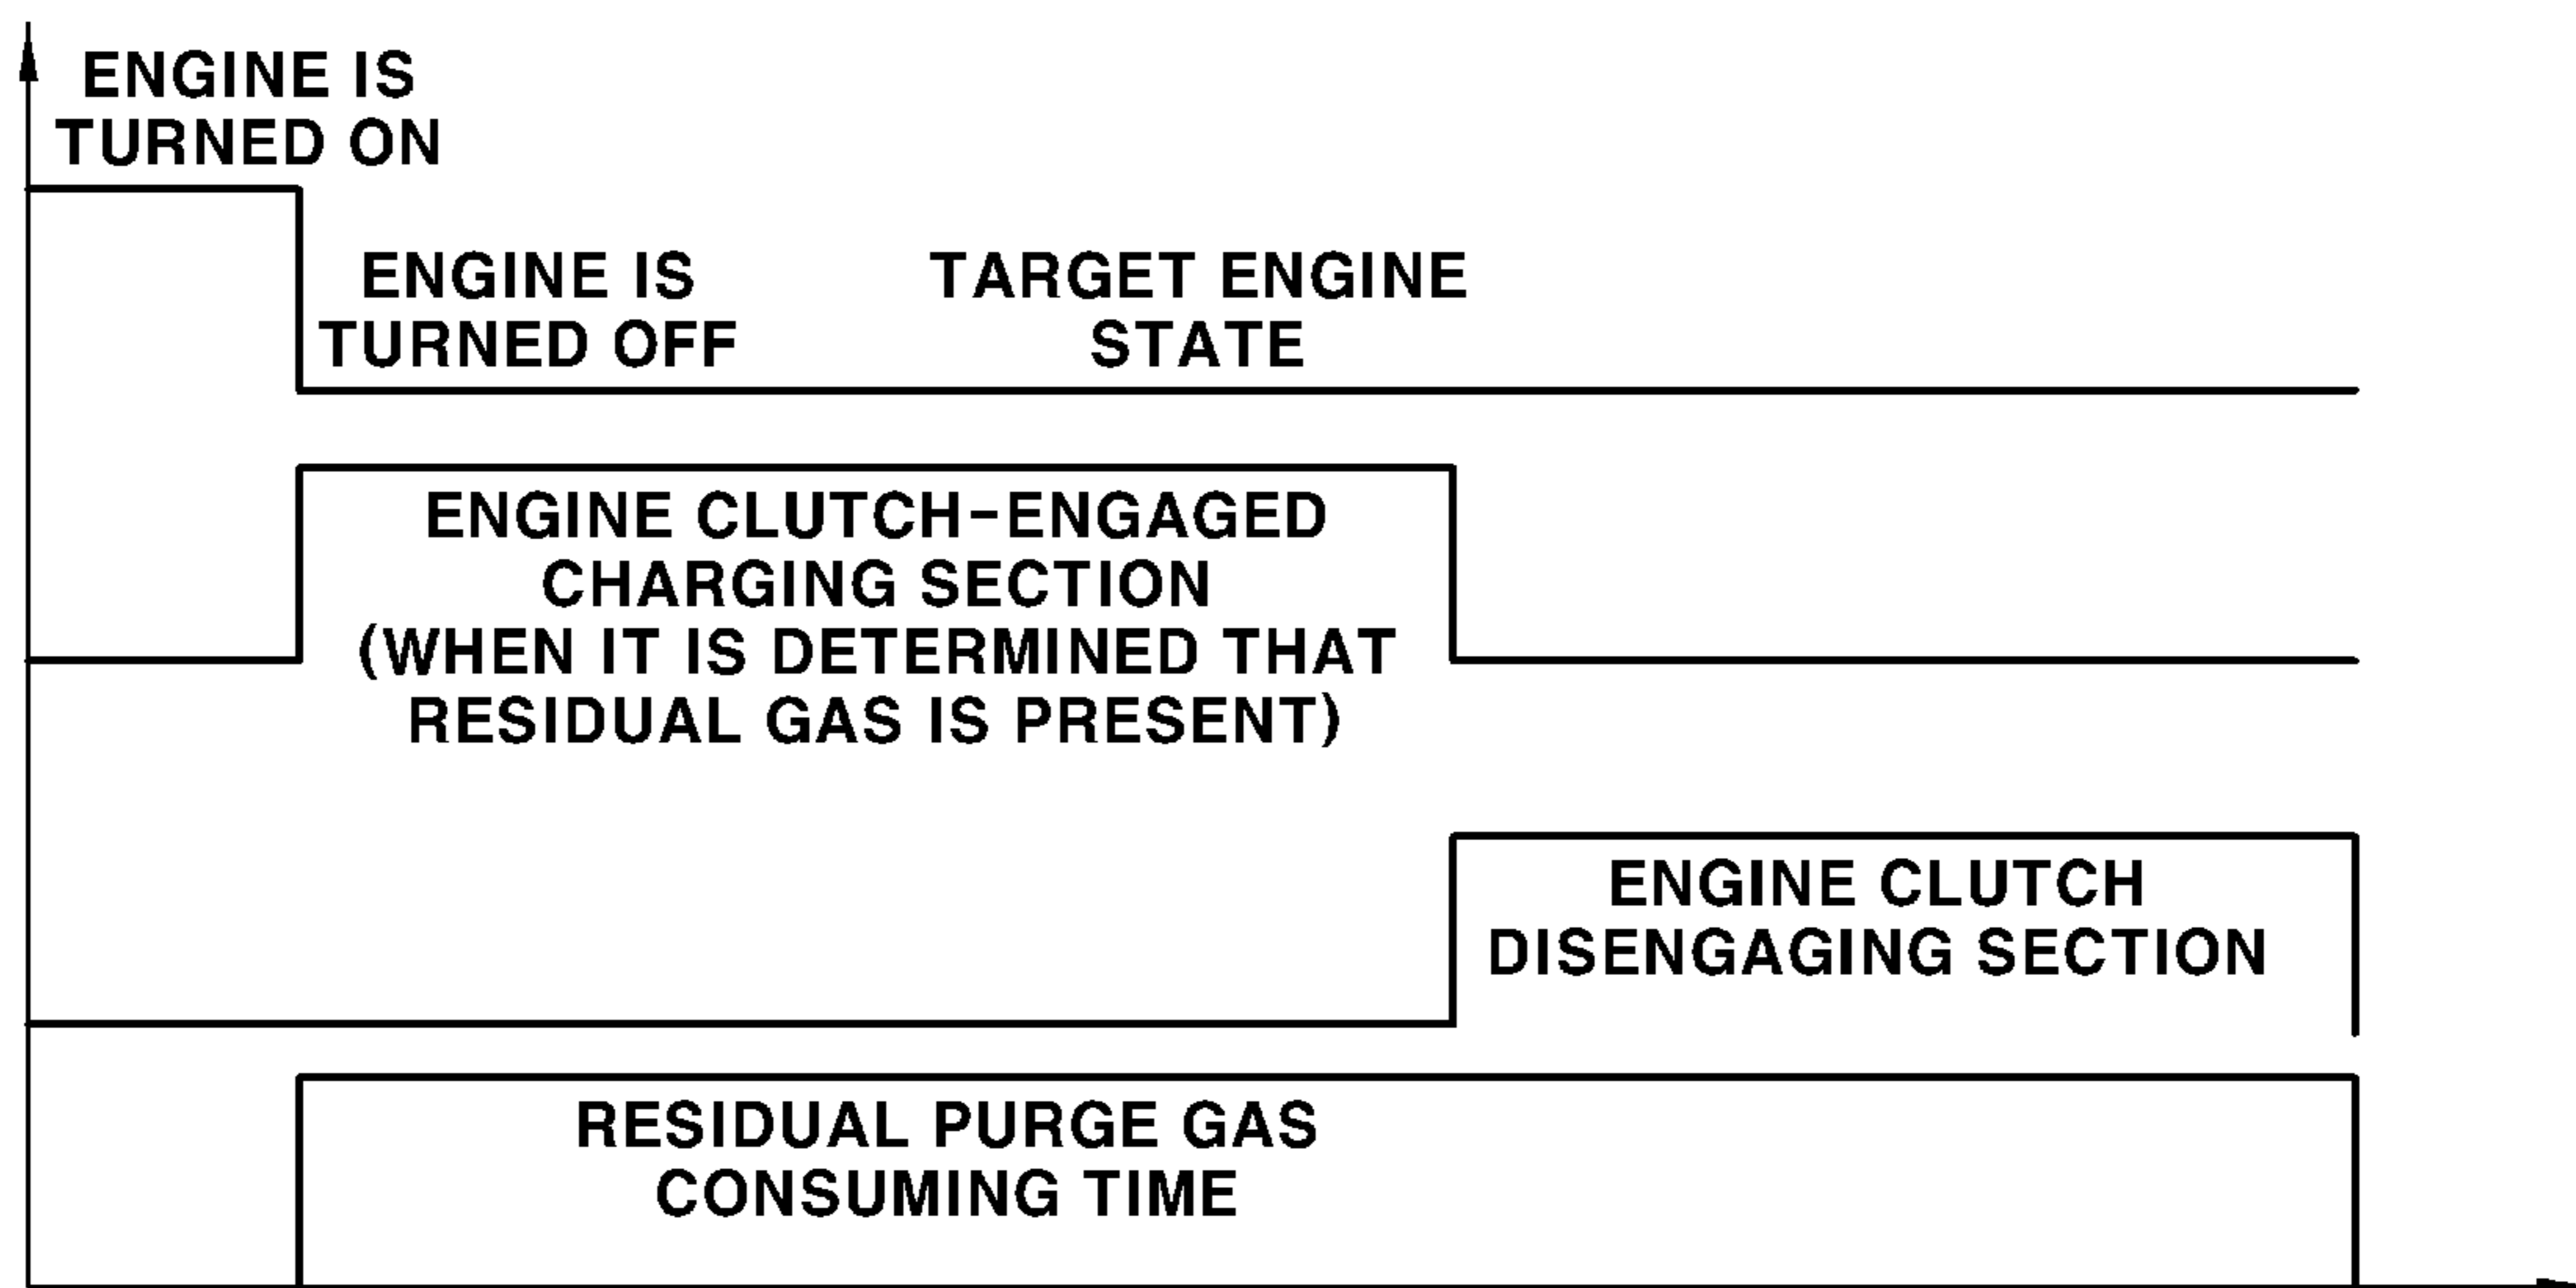 ENGINE IS
TURNED ON
ENGINE IS
TURNED OFF
TARGET ENGINE
STATE
ENGINE CLUTCH-ENGAGED
CHARGING SECTION
(WHEN IT IS DETERMINED THAT
RESIDUAL GAS IS PRESENT)
ENGINE CLUTCH
DISENGAGING SECTION
RESIDUAL PURGE GAS
CONSUMING TIME